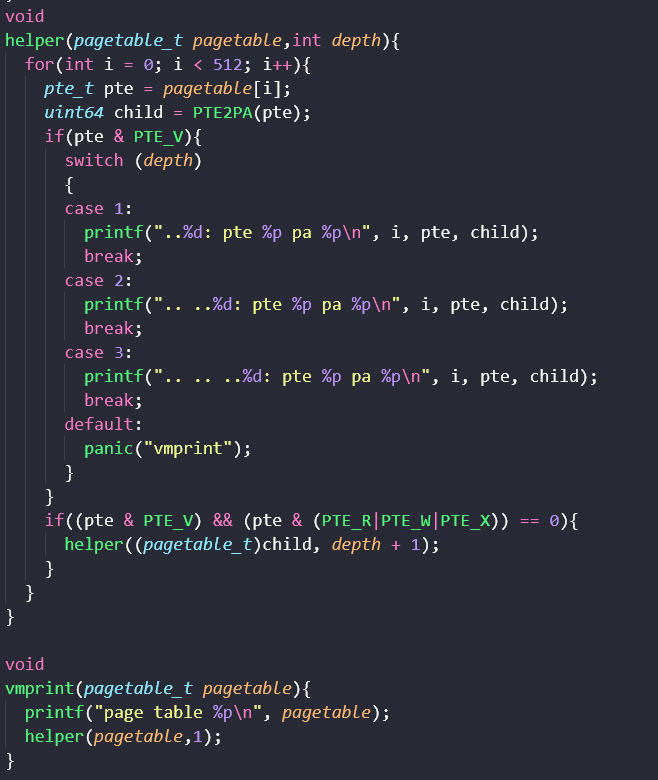 void
helper(pagetable_t pagetable,int depth){
  for(int i = 0; i < 512; i++){
    pte_t pte = pagetable[i];
    uint64 child = PTE2PA(pte);
    if(pte & PTE_V){
      switch (depth)
      {
      case 1:
        printf("..%d: pte %p pa %p\n", i, pte, child);
        break;
      case 2:
        printf(".. ..%d: pte %p pa %p\n", i, pte, child);
        break;
      case 3:
        printf(".. .. ..%d: pte %p pa %p\n", i, pte, child);
        break;
      default:
        panic("vmprint");
      }
    }
    if((pte & PTE_V) && (pte & (PTE_R|PTE_W|PTE_X)) == 0){
      helper((pagetable_t)child, depth + 1);
    }
  }
}

void
vmprint(pagetable_t pagetable){
  printf("page table %p\n", pagetable);
  helper(pagetable,1);
}